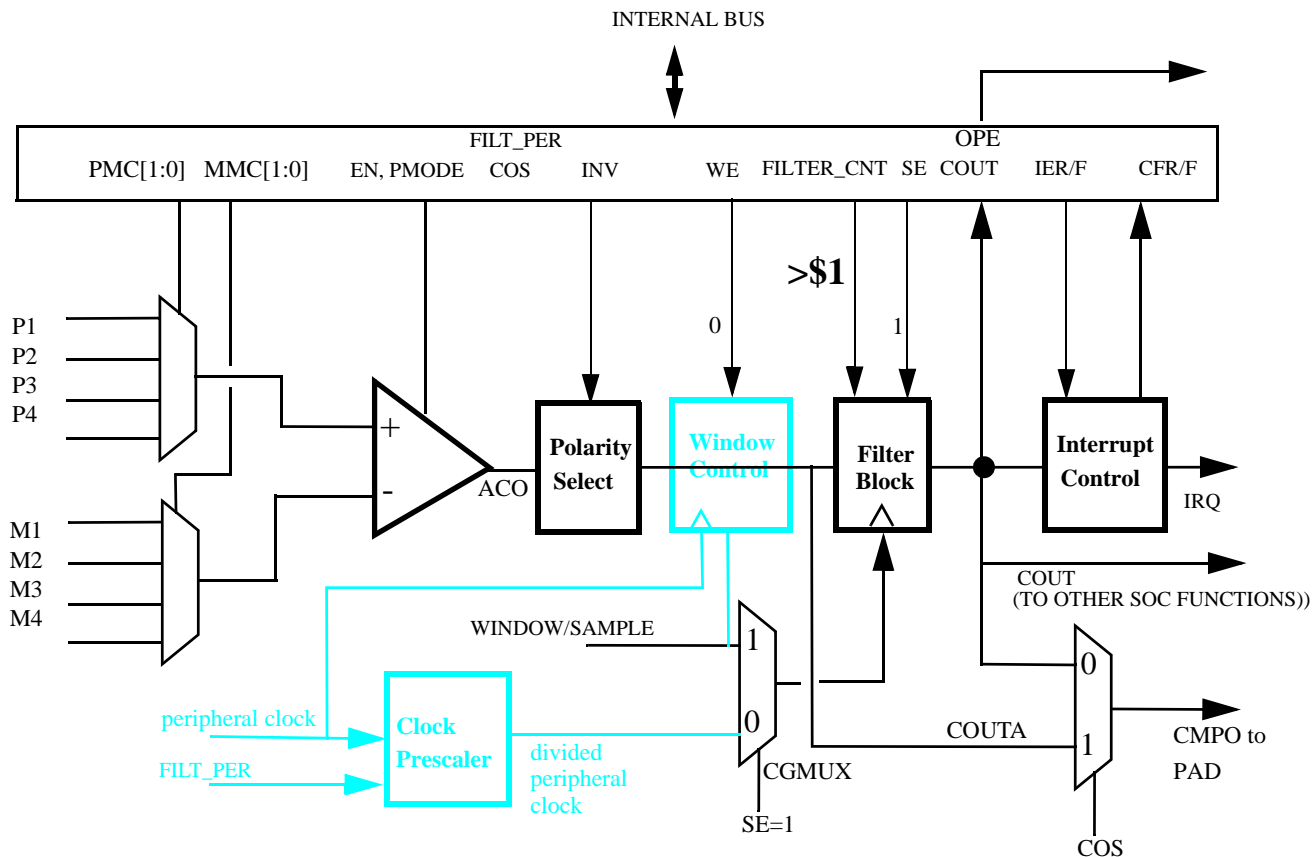 INTERNAL BUS
FILT_PER
OPE
PMC[1:0] MMC[1:0] EN, PMODE COS INV WE FILTER_CNT SE COUT IER/F CFR/F
>$1
0
1
P1
P2
P3
P4
+
-
ACO
Polarity
Select
Window
Control
Filter
Block
Interrupt
Control
IRQ
M1
M2
M3
M4
COUT
(TO OTHER SOC FUNCTIONS))
WINDOW/SAMPLE
1
0
CGMUX
SE=1
peripheral clock
FILT_PER
Clock
Prescaler
divided
peripheral
clock
COUTA
0
1
CMPO to
PAD
COS